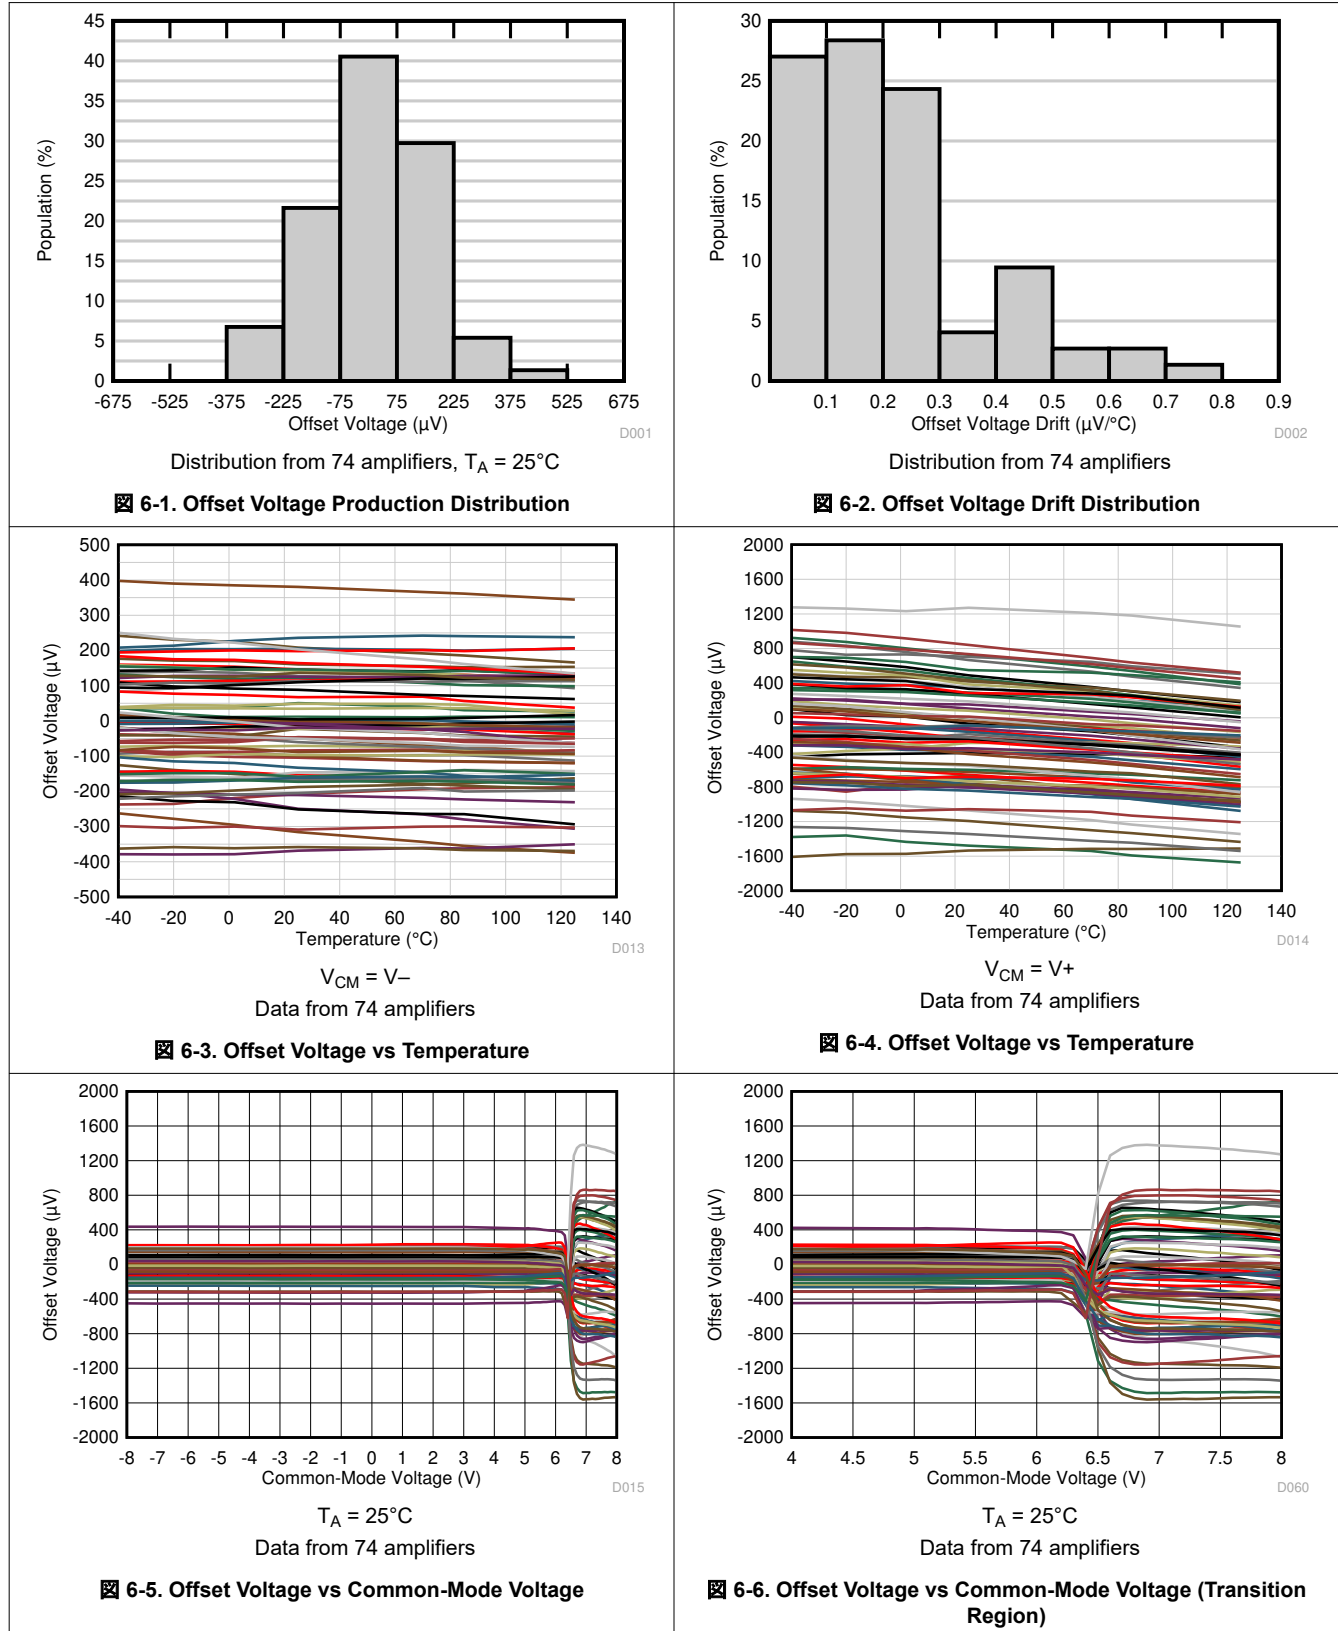 45
40
35
30
25
20
15
10
5
0
Population (%)
-675 -525 -375 -225 -75 75 225 375 525 675
Offset Voltage (µV)
D001
Distribution from 74 amplifiers, TA = 25°C
図 6-1. Offset Voltage Production Distribution
30
25
20
15
10
5
0
Population (%)
0.1 0.2 0.3 0.4 0.5 0.6 0.7 0.8 0.9
Offset Voltage Drift (µV/°C)
D002
Distribution from 74 amplifiers
図 6-2. Offset Voltage Drift Distribution
500
400
300
200
100
0
-100
-200
-300
-400
-500
Offset Voltage (µV)
-40 -20 0 20 40 60 80 100 120 140
Temperature (°C)
D013
VCM = V–
Data from 74 amplifiers
図 6-3. Offset Voltage vs Temperature
2000
1600
1200
800
400
0
-400
-800
-1200
-1600
-2000
Offset Voltage (µV)
-40 -20 0 20 40 60 80 100 120 140
Temperature (°C)
D014
VCM = V+
Data from 74 amplifiers
図 6-4. Offset Voltage vs Temperature
2000
1600
1200
800
400
0
-400
-800
-1200
-1600
-2000
Offset Voltage (µV)
-8 -7 -6 -5 -4 -3 -2 -1 0 1 2 3 4 5 6 7 8
Common-Mode Voltage (V)
D015
TA = 25°C
Data from 74 amplifiers
図 6-5. Offset Voltage vs Common-Mode Voltage
2000
1600
1200
800
400
0
-400
-800
-1200
-1600
-2000
Offset Voltage (µV)
4 4.5 5 5.5 6 6.5 7 7.5 8
Common-Mode Voltage (V)
D060
TA = 25°C
Data from 74 amplifiers
図 6-6. Offset Voltage vs Common-Mode Voltage (Transition
Region)